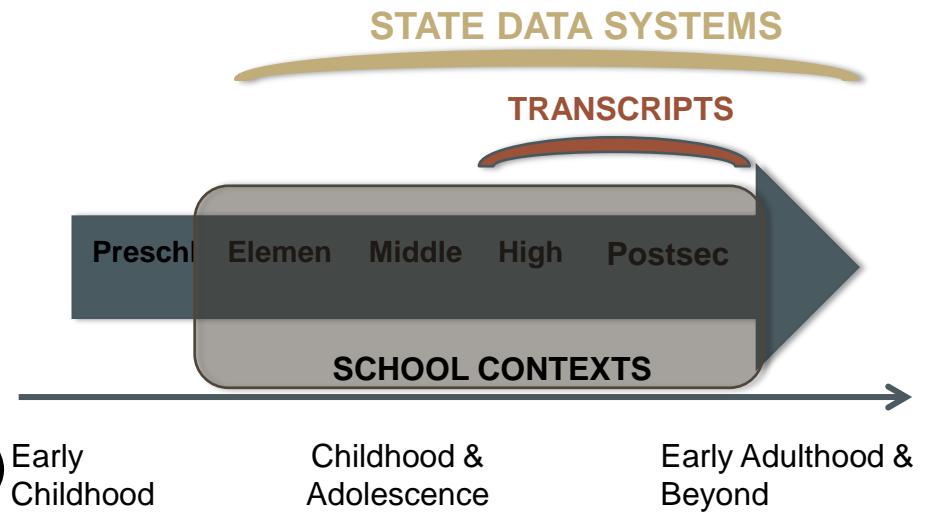 STATE DATA SYSTEMS
TRANSCRIPTS
Preschl Elemen Middle High Postsec
SCHOOL CONTEXTS
Early
Childhood
Childhood &
Adolescence
Early Adulthood &
Beyond